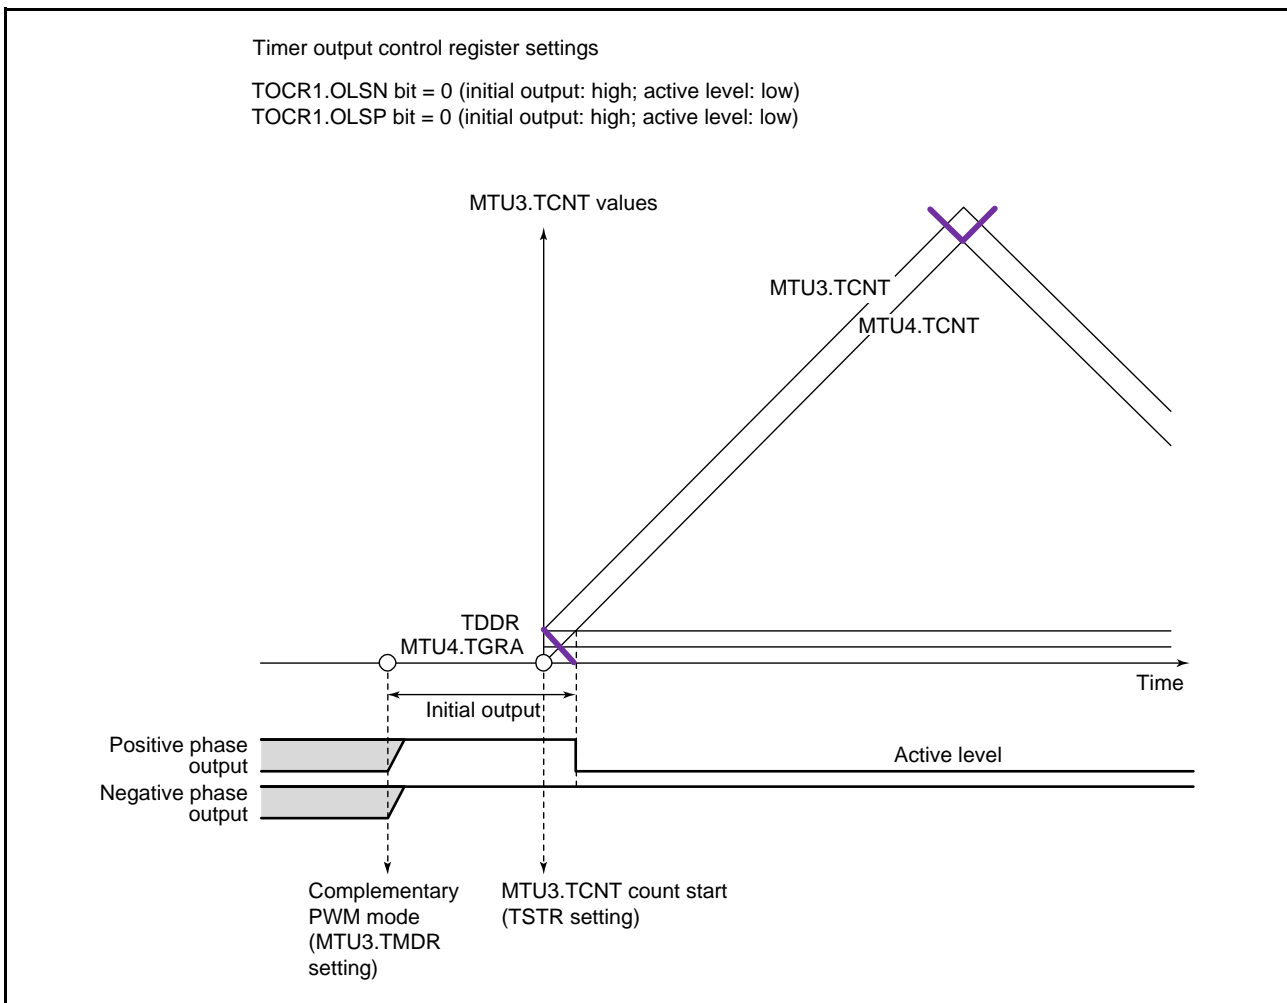 Timer output control register settings
TOCR1.OLSN bit = 0 (initial output: high; active level: low)
TOCR1.OLSP bit = 0 (initial output: high; active level: low)
MTU3.TCNT values
MTU3.TCNT
MTU4.TCNT
TDDR
MTU4.TGRA
Time
Initial output
Positive phase
output
Active level
Negative phase
output
Complementary
PWM mode
(MTU3.TMDR
setting)
MTU3.TCNT count start
(TSTR setting)